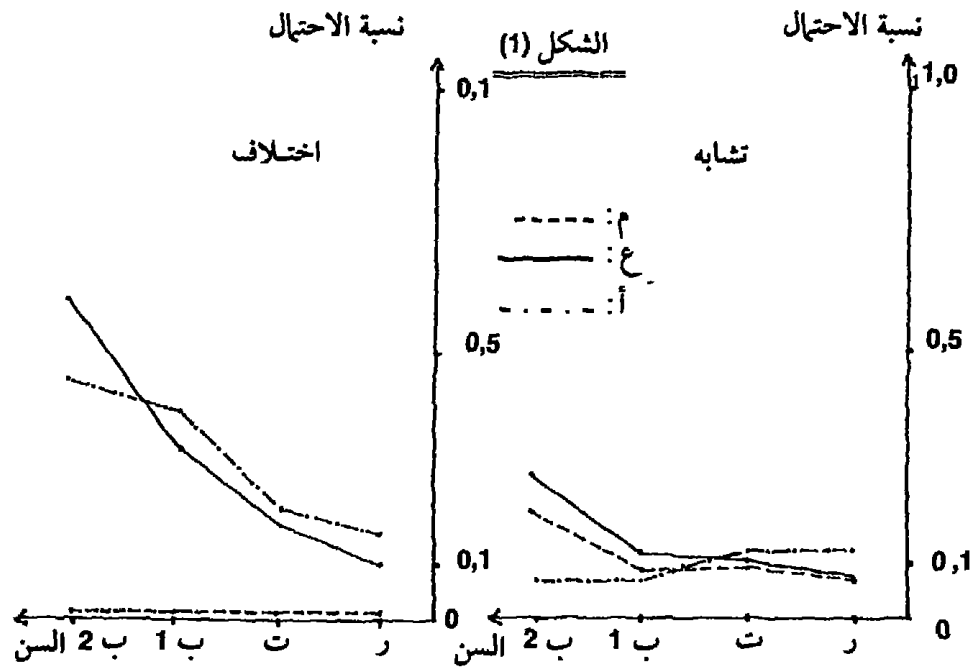 نسبة الاحتمال
نسبة الاحتمال
الشكل (1)
1,0
0,1
تشابه
اختلاف
م:
ع:
أ:
0,5
0,5
0,1
0,1
0
0
ر ت ب 1 ب 2 السن
ر ت ب 1 ب 2 السن